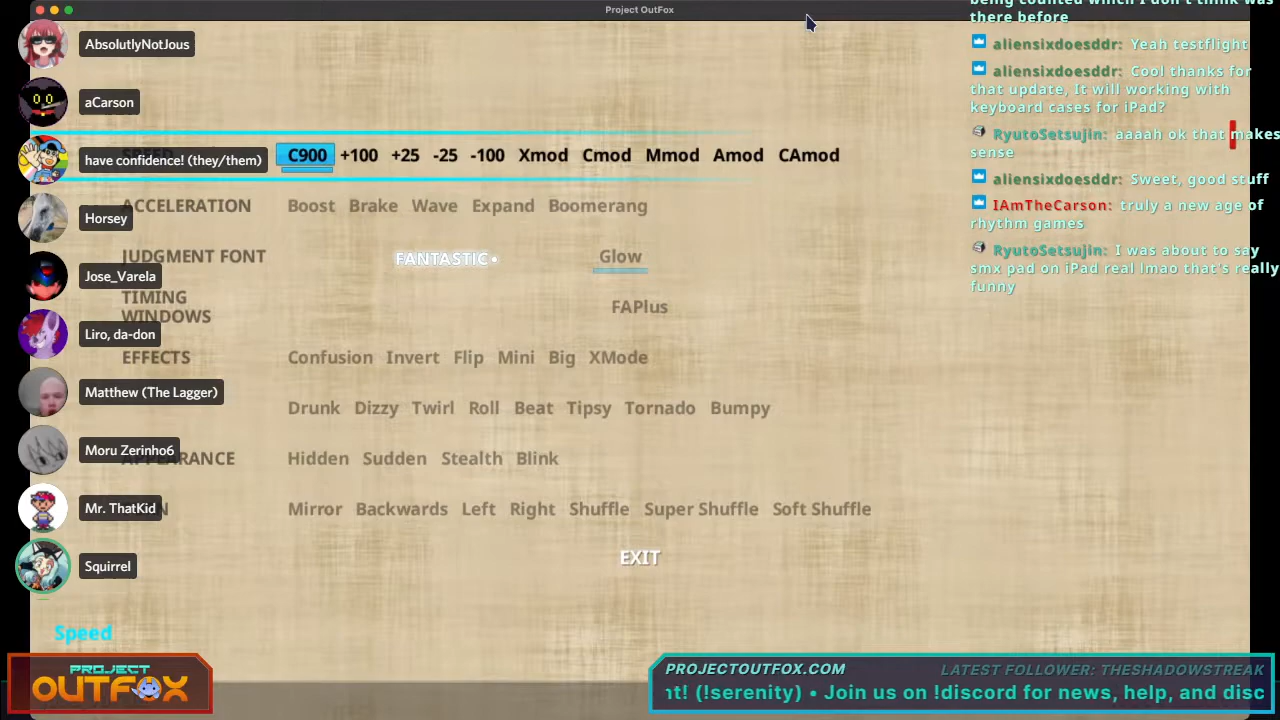 Project OutFox
AbsolutlyNotJous
aCarson
have confidence! (they/them)
C900 +100 +25 -25 -100 Xmod Cmod Mmod Amod CAmod
ACCELERATION Boost Brake Wave Expand Boomerang
Horsey
JUDGMENT FONT FANTASTIC Glow
Jose_Varela
TIMING
WINDOWS FAPlus
Liro, da-don
EFFECTS Confusion Invert Flip Mini Big XMode
Matthew (The Lagger)
Drunk Dizzy Twirl Roll Beat Tipsy Tornado Bumpy
Moru Zerinho6
APPEARANCE Hidden Sudden Stealth Blink
Mr. ThatKid
Mirror Backwards Left Right Shuffle Super Shuffle Soft Shuffle
Squirrel
EXIT
Speed
being counted which I don't think was
there before
aliensixdoesddr: Yeah testflight
aliensixdoesddr: Cool thanks for
that update, It will working with
keyboard cases for iPad?
RyutoSetsujin: aaaah ok that makes
sense
aliensixdoesddr: Sweet, good stuff
IAmTheCarson: truly a new age of
rhythm games
RyutoSetsujin: I was about to say
smx pad on iPad real lmao that's really
funny
PROJECT
OUTFOX
PROJECTOUTFOX.COM LATEST FOLLOWER: THESHADOWSTREAK
nt! (!serenity) • Join us on !discord for news, help, and disc